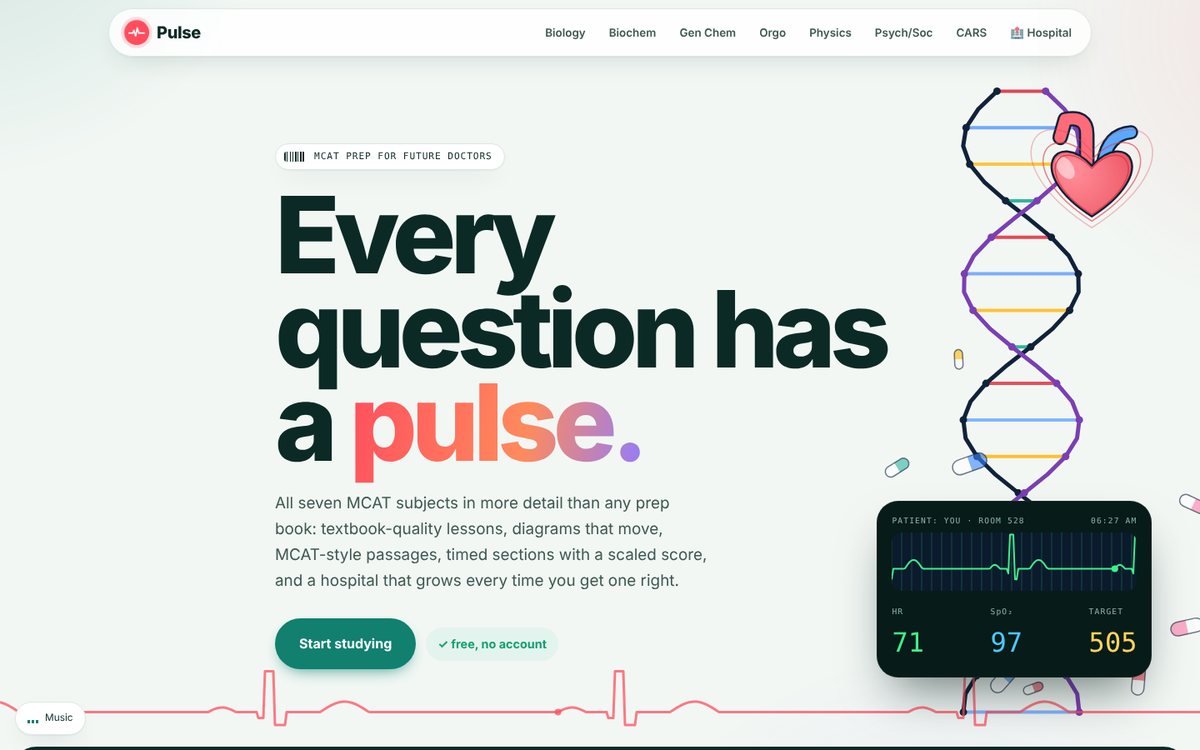 Pulse
Biology Biochem Gen Chem Orgo Physics Psych/Soc CARS 🏥 Hospital
MCAT PREP FOR FUTURE DOCTORS
Every
question has
a pulse.
All seven MCAT subjects in more detail than any prep
book: textbook-quality lessons, diagrams that move,
MCAT-style passages, timed sections with a scaled score,
and a hospital that grows every time you get one right.
Start studying
✓ free, no account
PATIENT: YOU · ROOM 528 06:27 AM
HR SpO₂ TARGET
71 97 505
Music